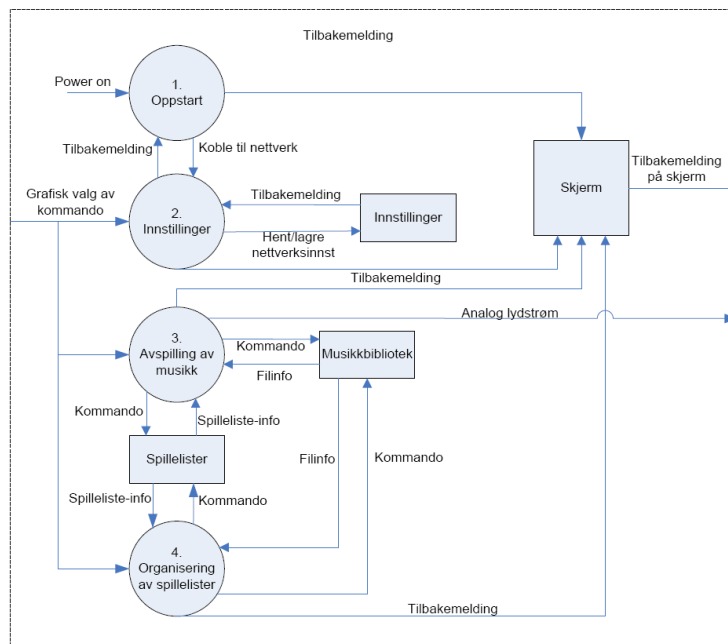 Tilbakemelding
1.
Oppstart
Power on
Tilbakemelding
Koble til nettverk
Skjerm
Tilbakemelding
på skjerm
Grafisk valg av
kommando
2.
Innstillinger
Tilbakemelding
Innstillinger
Hent/lagre
nettverksinnst
Tilbakemelding
Analog lydstrøm
3.
Avspilling av
musikk
Kommando
Musikkbibliotek
Filinfo
Kommando
Spilleliste-info
Spillelister
Filinfo
Kommando
Spilleliste-info
Kommando
4.
Organisering
av spillelister
Tilbakemelding